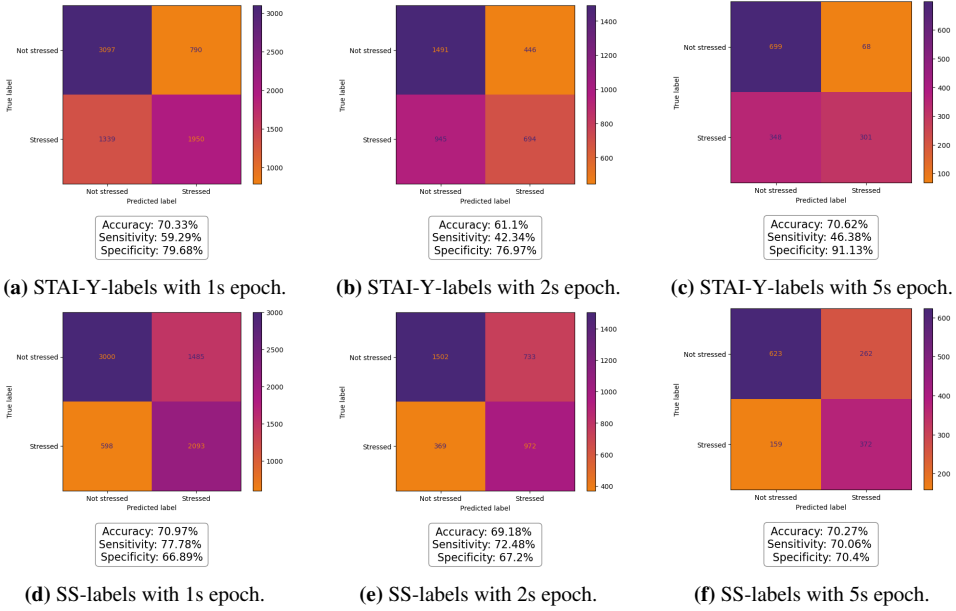 Not stressed
3097
790
3000
2500
2000
1500
1000
True label
Stressed
1339
1950
Not stressed
Stressed
Predicted label
Accuracy: 70.33%
Sensitivity: 59.29%
Specificity: 79.68%
(a) STAI-Y-labels with 1s epoch.
Not stressed
1491
446
1400
1200
1000
800
600
True label
Stressed
945
694
Not stressed
Stressed
Predicted label
Accuracy: 61.1%
Sensitivity: 42.34%
Specificity: 76.97%
(b) STAI-Y-labels with 2s epoch.
Not stressed
699
68
600
500
400
300
200
100
True label
Stressed
348
301
Not stressed
Stressed
Predicted label
Accuracy: 70.62%
Sensitivity: 46.38%
Specificity: 91.13%
(c) STAI-Y-labels with 5s epoch.
Not stressed
3000
1485
3000
2500
2000
1500
1000
True label
Stressed
598
2093
Not stressed
Stressed
Predicted label
Accuracy: 70.97%
Sensitivity: 77.78%
Specificity: 66.89%
(d) SS-labels with 1s epoch.
Not stressed
1502
733
1400
1200
1000
800
600
400
True label
Stressed
369
972
Not stressed
Stressed
Predicted label
Accuracy: 69.18%
Sensitivity: 72.48%
Specificity: 67.2%
(e) SS-labels with 2s epoch.
Not stressed
623
262
600
500
400
300
200
True label
Stressed
159
372
Not stressed
Stressed
Predicted label
Accuracy: 70.27%
Sensitivity: 70.06%
Specificity: 70.4%
(f) SS-labels with 5s epoch.